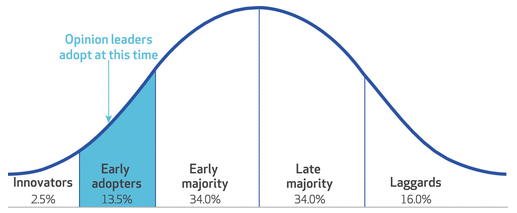 Opinion leaders
adopt at this time
Innovators
2.5%
Early
adopters
13.5%
Early
majority
34.0%
Late
majority
34.0%
Laggards
16.0%